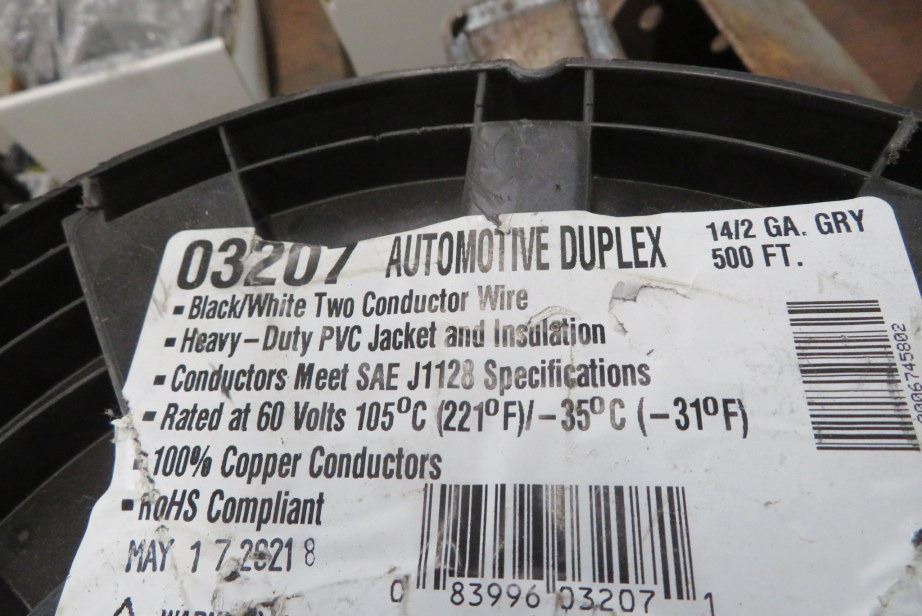 03207 AUTOMOTIVE DUPLEX 14/2 GA. GRY
500 FT.
▪ Black/White Two Conductor Wire
▪ Heavy-Duty PVC Jacket and Insulation
▪ Conductors Meet SAE J1128 Specifications
▪ Rated at 60 Volts 105°C (221°F)/-35°C (-31°F)
▪ 100% Copper Conductors
▪ RoHS Compliant
MAY 17 2021 8
0 83996 03207 1